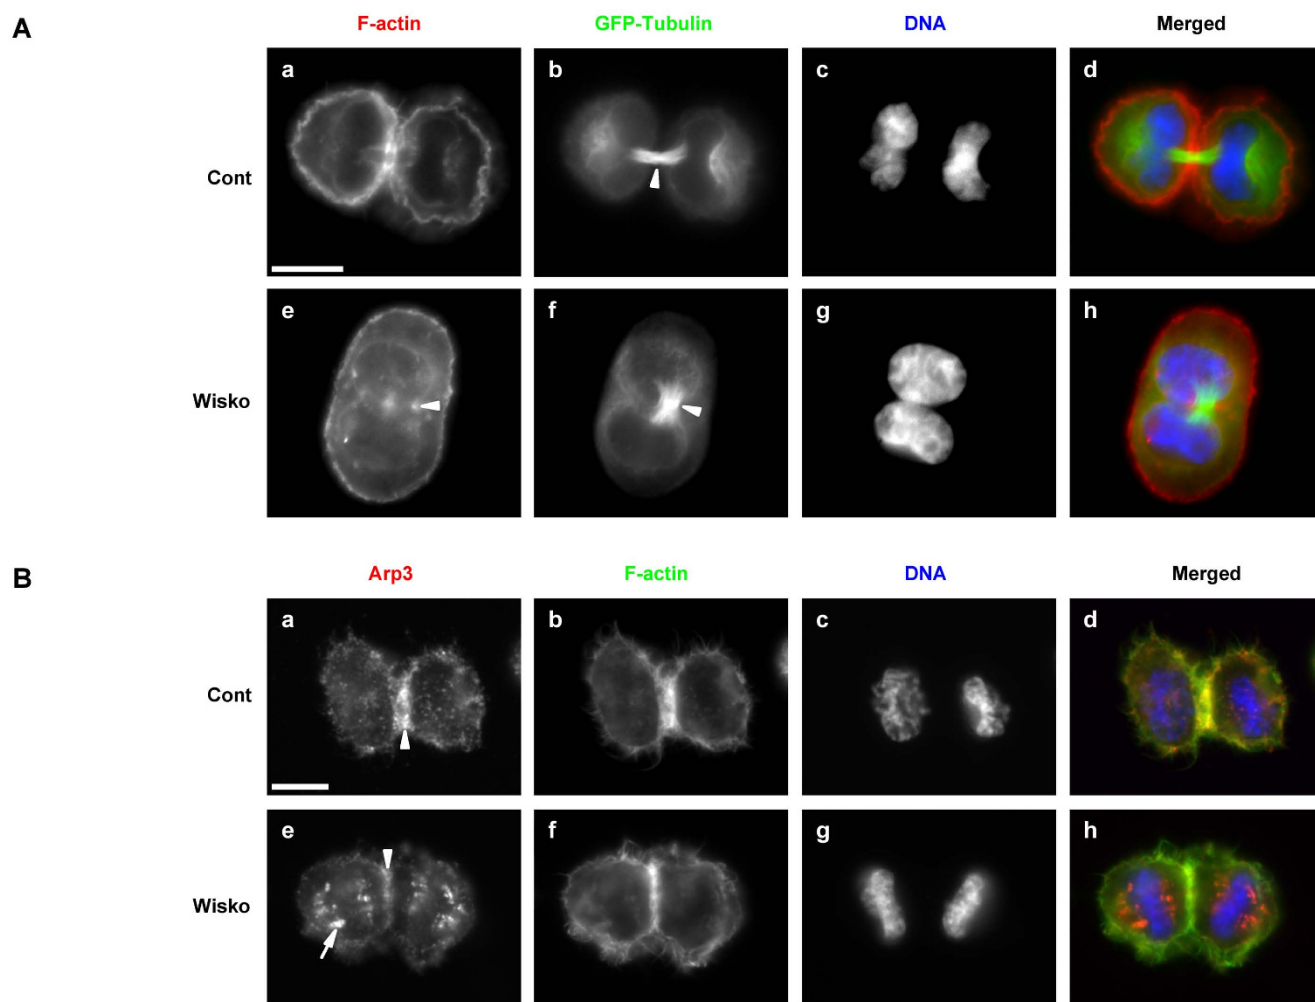 A
F-actin GFP-Tubulin DNA Merged
Cont a b c d
Wisko e f g h
B
Arp3 F-actin DNA Merged
Cont a b c d
Wisko e f g h